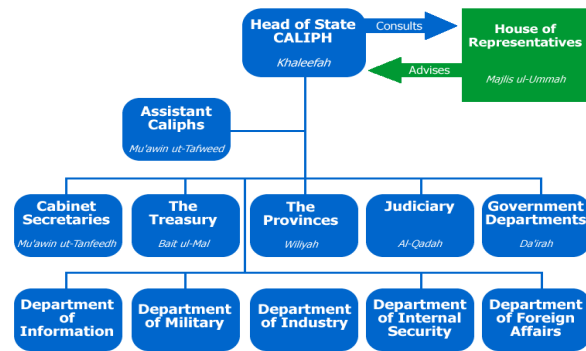 Head of State
CALIPH
Khaleefah
Consults
Advises
House of
Representatives
Majlis ul-Ummah
Assistant
Caliphs
Mu'awin ut-Tafweed
Cabinet
Secretaries
Mu'awin ut-Tanfeedh
The
Treasury
Bait ul-Mal
The
Provinces
Wiliyah
Judiciary
Al-Qadah
Government
Departments
Da'irah
Department
of
Information
Department
of Military
Department
of Industry
Department
of Internal
Security
Department
of Foreign
Affairs